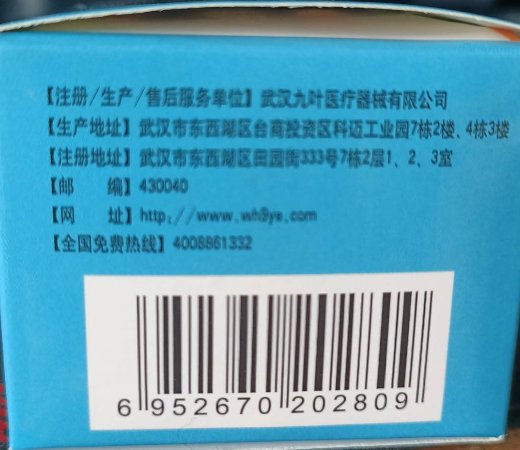 【注册/生产/售后服务单位】武汉九叶医疗器械有限公司
【生产地址】武汉市东西湖区台商投资区科迈工业园7栋2楼、4栋3楼
【注册地址】武汉市东西湖区田园街333号7栋2层1、2、3室
【邮 编】430040
【网 址】http://www.wh9ye.com
【全国免费热线】4008861332
6 952670 202809